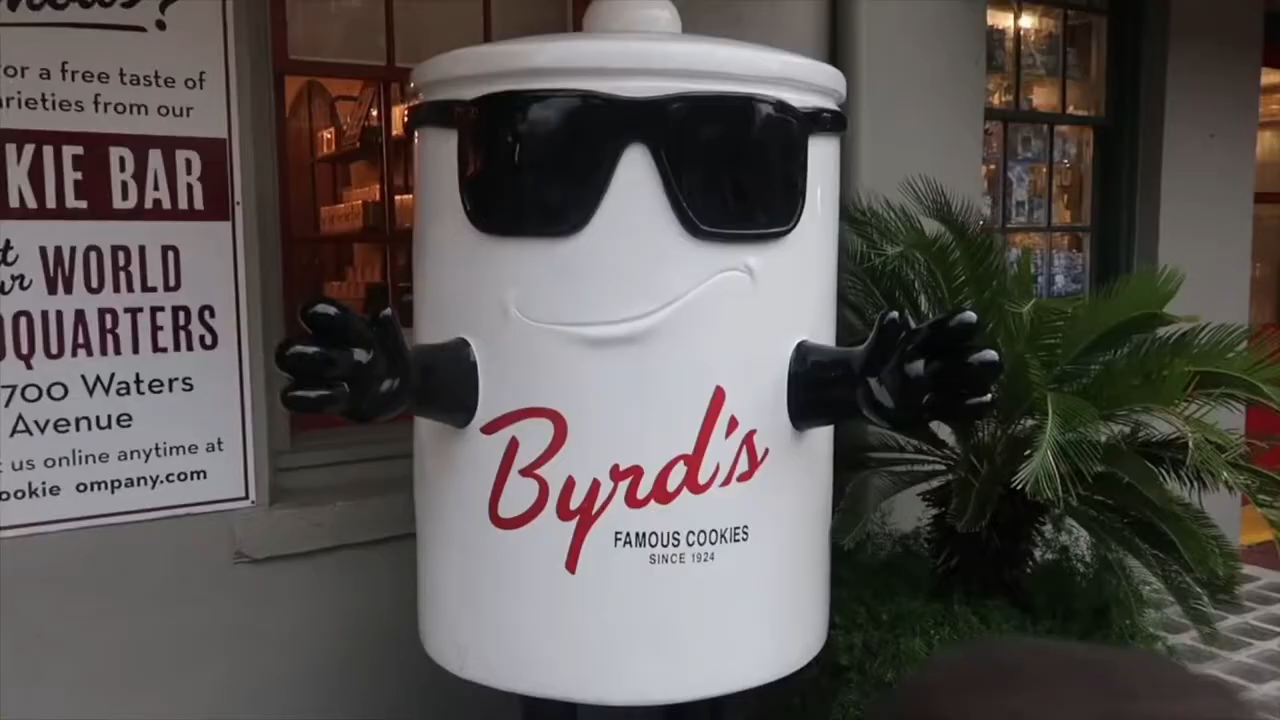 or a free taste of
arieties from our
KIE BAR
WORLD
QUARTERS
700 Waters
Avenue
us online anytime at
ookie ompany.com
Byrd's
FAMOUS COOKIES
SINCE 1924